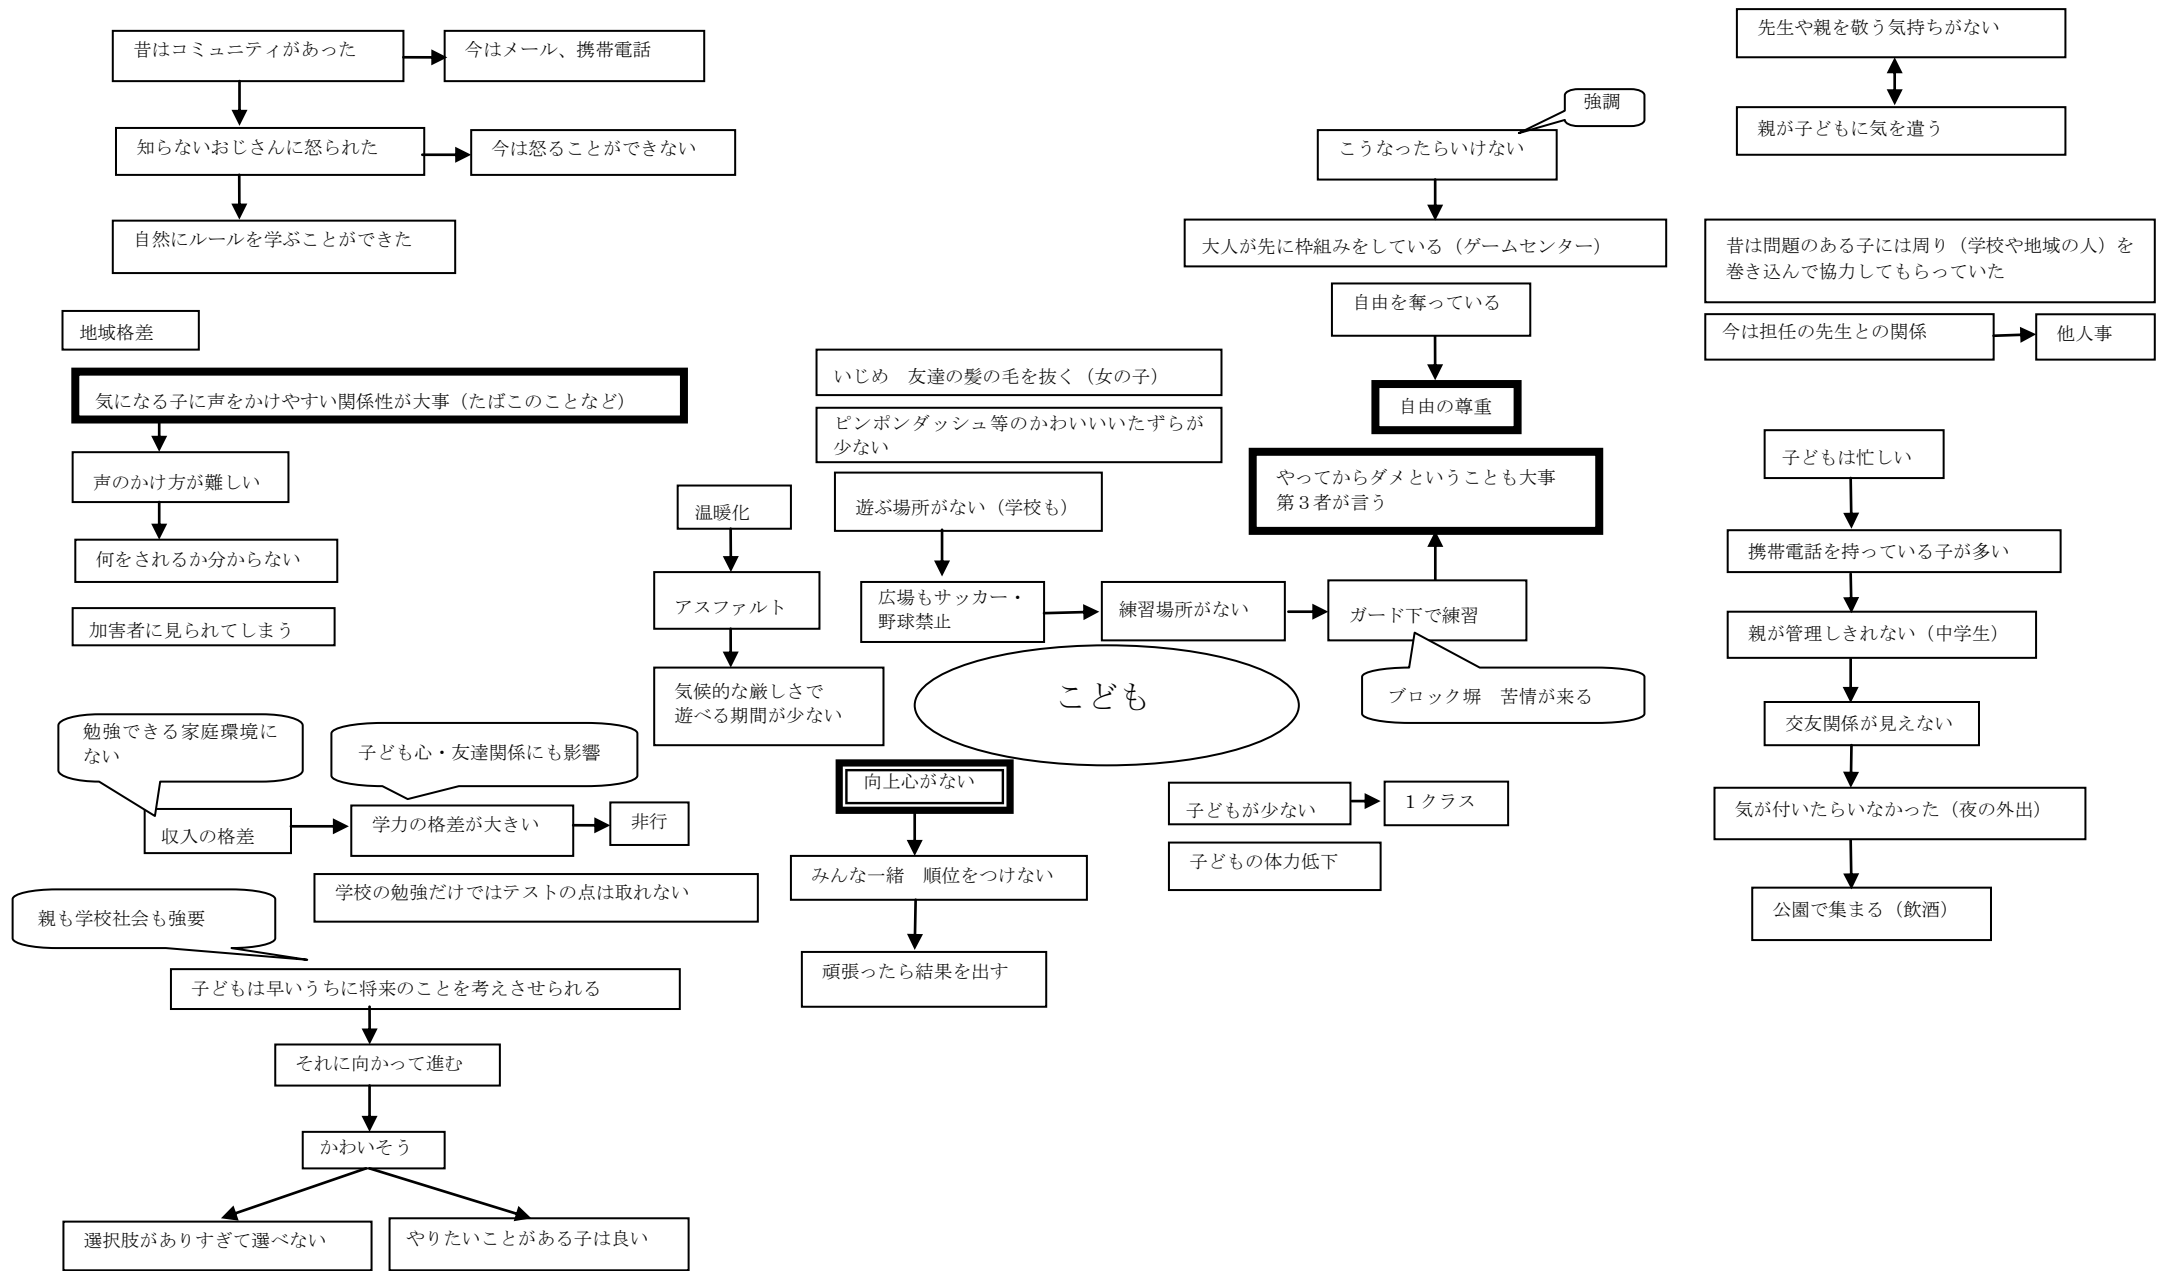 昔はコミュニティがあった
今はメール、携帯電話
知らないおじさんに怒られた
今は怒ることができない
自然にルールを学ぶことができた
地域格差
気になる子に声をかけやすい関係性が大事（たばこのことなど）
声のかけ方が難しい
何をされるか分からない
加害者に見られてしまう
勉強できる家庭環境に
ない
子ども心・友達関係にも影響
収入の格差
学力の格差が大きい
非行
学校の勉強だけではテストの点は取れない
親も学校社会も強要
子どもは早いうちに将来のことを考えさせられる
それに向かって進む
かわいそう
選択肢がありすぎて選べない
やりたいことがある子は良い
温暖化
アスファルト
気候的な厳しさで
遊べる期間が少ない
いじめ　友達の髪の毛を抜く（女の子）
ピンポンダッシュ等のかわいいいたずらが
少ない
遊ぶ場所がない（学校も）
広場もサッカー・
野球禁止
練習場所がない
ガード下で練習
ブロック塀　苦情が来る
こども
向上心がない
みんな一緒　順位をつけない
頑張ったら結果を出す
子どもが少ない
１クラス
子どもの体力低下
強調
こうなったらいけない
大人が先に枠組みをしている（ゲームセンター）
自由を奪っている
自由の尊重
やってからダメということも大事
第３者が言う
先生や親を敬う気持ちがない
親が子どもに気を遣う
昔は問題のある子には周り（学校や地域の人）を
巻き込んで協力してもらっていた
今は担任の先生との関係
他人事
子どもは忙しい
携帯電話を持っている子が多い
親が管理しきれない（中学生）
交友関係が見えない
気が付いたらいなかった（夜の外出）
公園で集まる（飲酒）